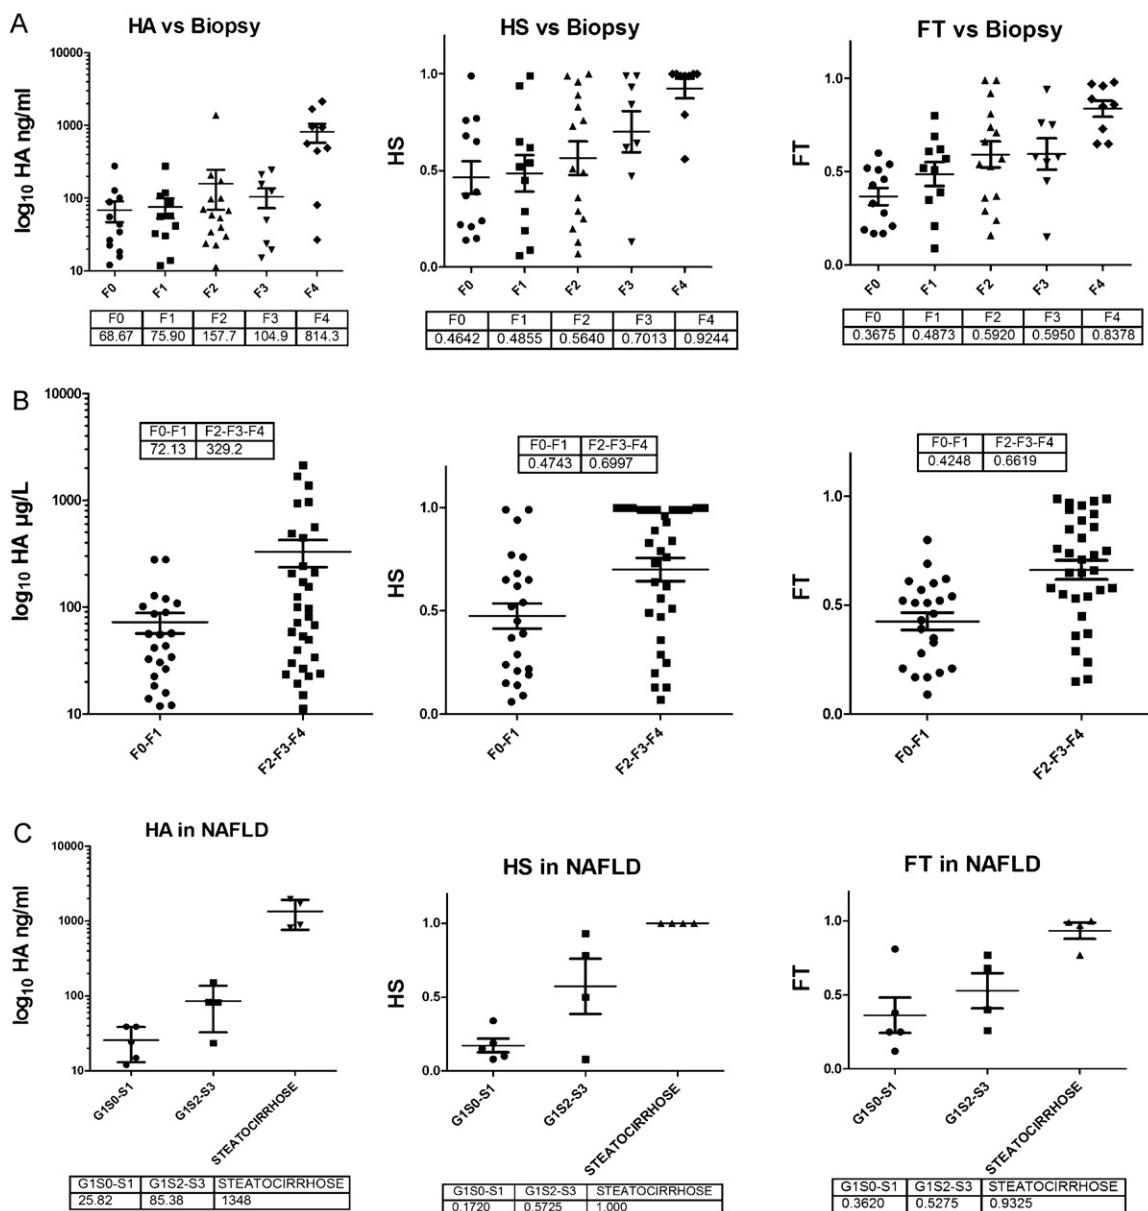 A
HA vs Biopsy
log10 HA ng/ml
10000
1000
100
10
F0
F1
F2
F3
F4
F0 F1 F2 F3 F4
68.67 75.90 157.7 104.9 814.3
HS vs Biopsy
HS
1.0
0.5
0.0
F0
F1
F2
F3
F4
F0 F1 F2 F3 F4
0.4642 0.4855 0.5640 0.7013 0.9244
FT vs Biopsy
FT
1.0
0.5
0.0
F0
F1
F2
F3
F4
F0 F1 F2 F3 F4
0.3675 0.4873 0.5920 0.5950 0.8378
B
log10 HA µg/L
10000
1000
100
10
F0-F1 F2-F3-F4
72.13 329.2
F0-F1
F2-F3-F4
HS
1.0
0.5
0.0
F0-F1 F2-F3-F4
0.4743 0.6997
F0-F1
F2-F3-F4
FT
1.0
0.5
0.0
F0-F1 F2-F3-F4
0.4248 0.6619
F0-F1
F2-F3-F4
C
HA in NAFLD
log10 HA ng/ml
10000
1000
100
10
G1S0-S1
G1S2-S3
STEATOCIRRHOSE
G1S0-S1 G1S2-S3 STEATOCIRRHOSE
25.82 85.38 1348
HS in NAFLD
HS
1.0
0.5
0.0
G1S0-S1
G1S2-S3
STEATOCIRRHOSE
G1S0-S1 G1S2-S3 STEATOCIRRHOSE
0.1720 0.5725 1.000
FT in NAFLD
FT
1.0
0.5
0.0
G1S0-S1
G1S2-S3
STEATOCIRRHOSE
G1S0-S1 G1S2-S3 STEATOCIRRHOSE
0.3620 0.5275 0.9325